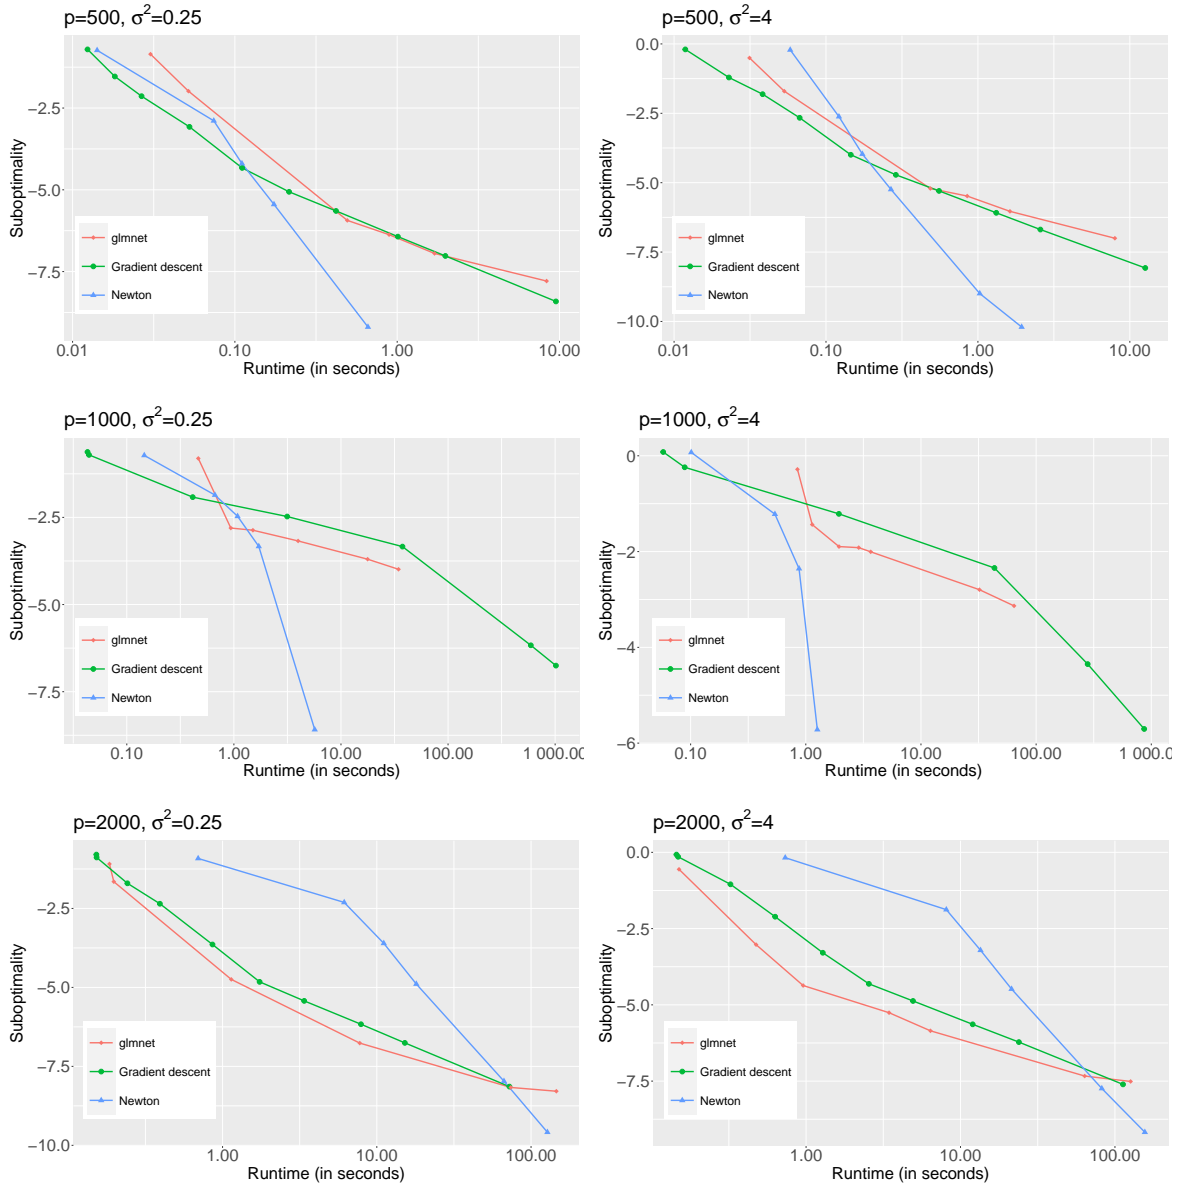 p=500, σ²=0.25
Suboptimality
−2.5
−5.0
−7.5
glmnet
Gradient descent
Newton
0.01 0.10 1.00 10.00
Runtime (in seconds)
p=500, σ²=4
Suboptimality
0.0
−2.5
−5.0
−7.5
−10.0
glmnet
Gradient descent
Newton
0.01 0.10 1.00 10.00
Runtime (in seconds)
p=1000, σ²=0.25
Suboptimality
−2.5
−5.0
−7.5
glmnet
Gradient descent
Newton
0.10 1.00 10.00 100.00 1 000.0
Runtime (in seconds)
p=1000, σ²=4
Suboptimality
0
−2
−4
−6
glmnet
Gradient descent
Newton
0.10 1.00 10.00 100.00 1 000.0
Runtime (in seconds)
p=2000, σ²=0.25
Suboptimality
−2.5
−5.0
−7.5
−10.0
glmnet
Gradient descent
Newton
1.00 10.00 100.00
Runtime (in seconds)
p=2000, σ²=4
Suboptimality
0.0
−2.5
−5.0
−7.5
glmnet
Gradient descent
Newton
1.00 10.00 100.00
Runtime (in seconds)